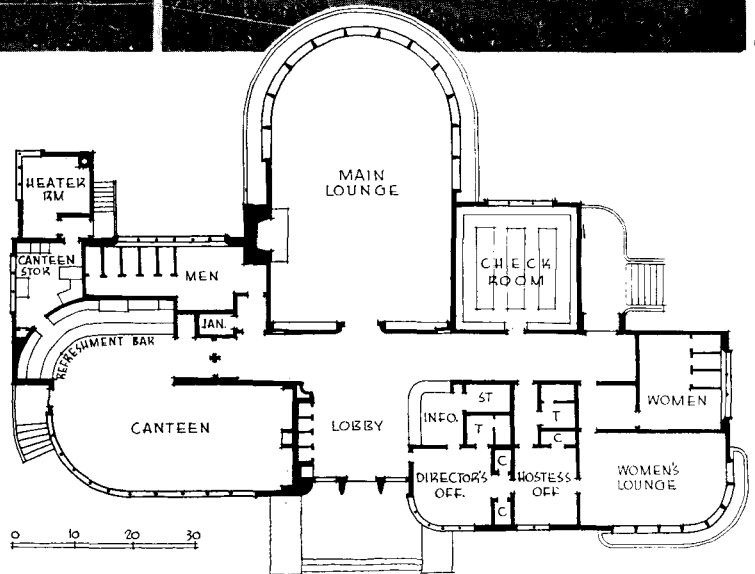 MAIN
LOUNGE
HEATER
RM
CANTEEN
STOR
MEN
CHECK
ROOM
JAN.
REFRESHMENT BAR
CANTEEN
LOBBY
INFO.
ST
T
T
C
WOMEN
DIRECTOR'S
OFF.
C
C
HOSTESS
OFF
WOMEN'S
LOUNGE
0 10 20 30